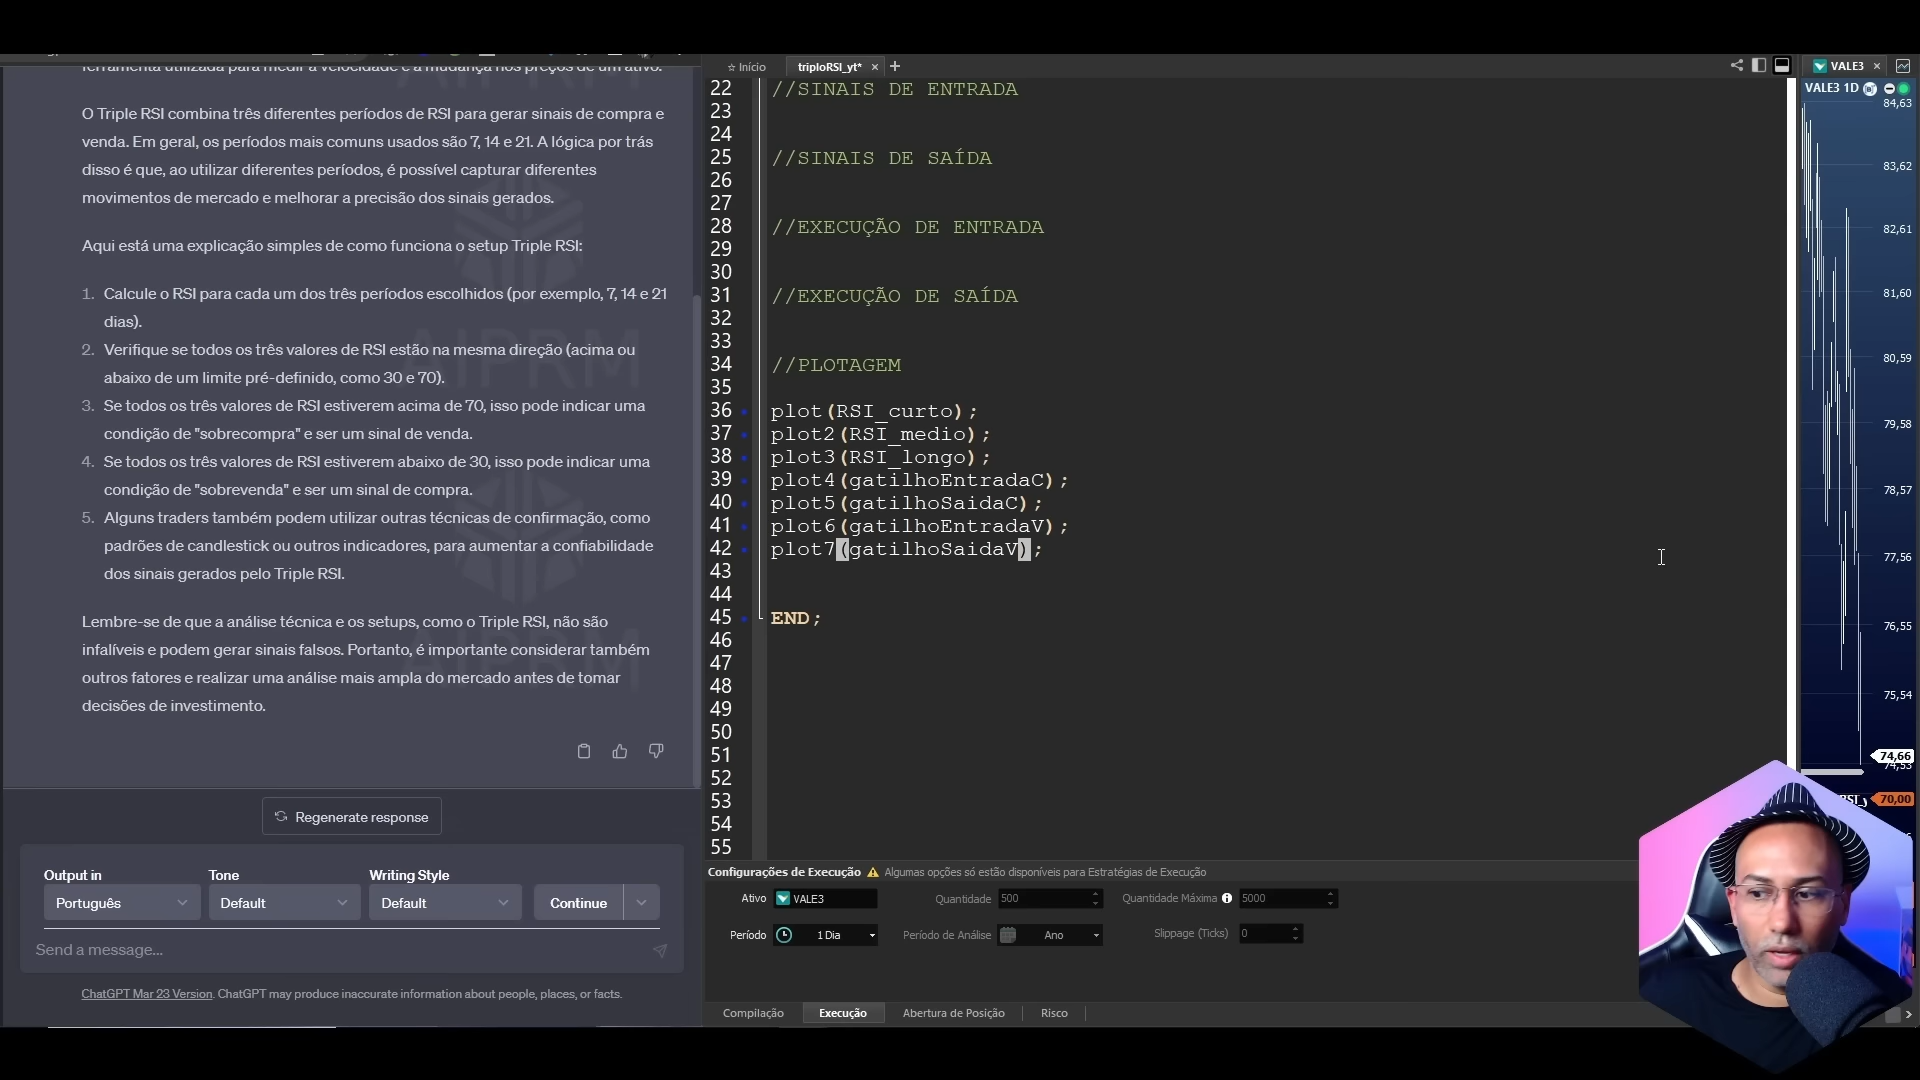 ferramenta utilizada para medir a velocidade e a mudança nos preços de um ativo.
O Triple RSI combina três diferentes períodos de RSI para gerar sinais de compra e
venda. Em geral, os períodos mais comuns usados são 7, 14 e 21. A lógica por trás
disso é que, ao utilizar diferentes períodos, é possível capturar diferentes
movimentos de mercado e melhorar a precisão dos sinais gerados.
Aqui está uma explicação simples de como funciona o setup Triple RSI:
1. Calcule o RSI para cada um dos três períodos escolhidos (por exemplo, 7, 14 e 21
dias).
2. Verifique se todos os três valores de RSI estão na mesma direção (acima ou
abaixo de um limite pré-definido, como 30 e 70).
3. Se todos os três valores de RSI estiverem acima de 70, isso pode indicar uma
condição de "sobrecompra" e ser um sinal de venda.
4. Se todos os três valores de RSI estiverem abaixo de 30, isso pode indicar uma
condição de "sobrevenda" e ser um sinal de compra.
5. Alguns traders também podem utilizar outras técnicas de confirmação, como
padrões de candlestick ou outros indicadores, para aumentar a confiabilidade
dos sinais gerados pelo Triple RSI.
Lembre-se de que a análise técnica e os setups, como o Triple RSI, não são
infalíveis e podem gerar sinais falsos. Portanto, é importante considerar também
outros fatores e realizar uma análise mais ampla do mercado antes de tomar
decisões de investimento.
AIPRM
AIPRM
AIPRM
Regenerate response
Output in
Tone
Writing Style
Português
Default
Default
Continue
Send a message...
ChatGPT Mar 23 Version. ChatGPT may produce inaccurate information about people, places, or facts.
☆ Início
triploRSI_yt* × +
22 //SINAIS DE ENTRADA
23
24
25 //SINAIS DE SAÍDA
26
27
28 //EXECUÇÃO DE ENTRADA
29
30
31 //EXECUÇÃO DE SAÍDA
32
33
34 //PLOTAGEM
35
36 plot(RSI_curto);
37 plot2(RSI_medio);
38 plot3(RSI_longo);
39 plot4(gatilhoEntradaC);
40 plot5(gatilhoSaidaC);
41 plot6(gatilhoEntradaV);
42 plot7(gatilhoSaidaV);
43
44
45 END;
46
47
48
49
50
51
52
53
54
55
Configurações de Execução Algumas opções só estão disponíveis para Estratégias de Execução
Ativo VALE3 Quantidade 500 Quantidade Máxima 5000
Período 1 Dia Período de Análise Ano Slippage (Ticks) 0
Compilação Execução Abertura de Posição Risco
VALE3 ×
VALE3 1D
84,63
83,62
82,61
81,60
80,59
79,58
78,57
77,56
76,55
75,54
74,66
74,53
70,00